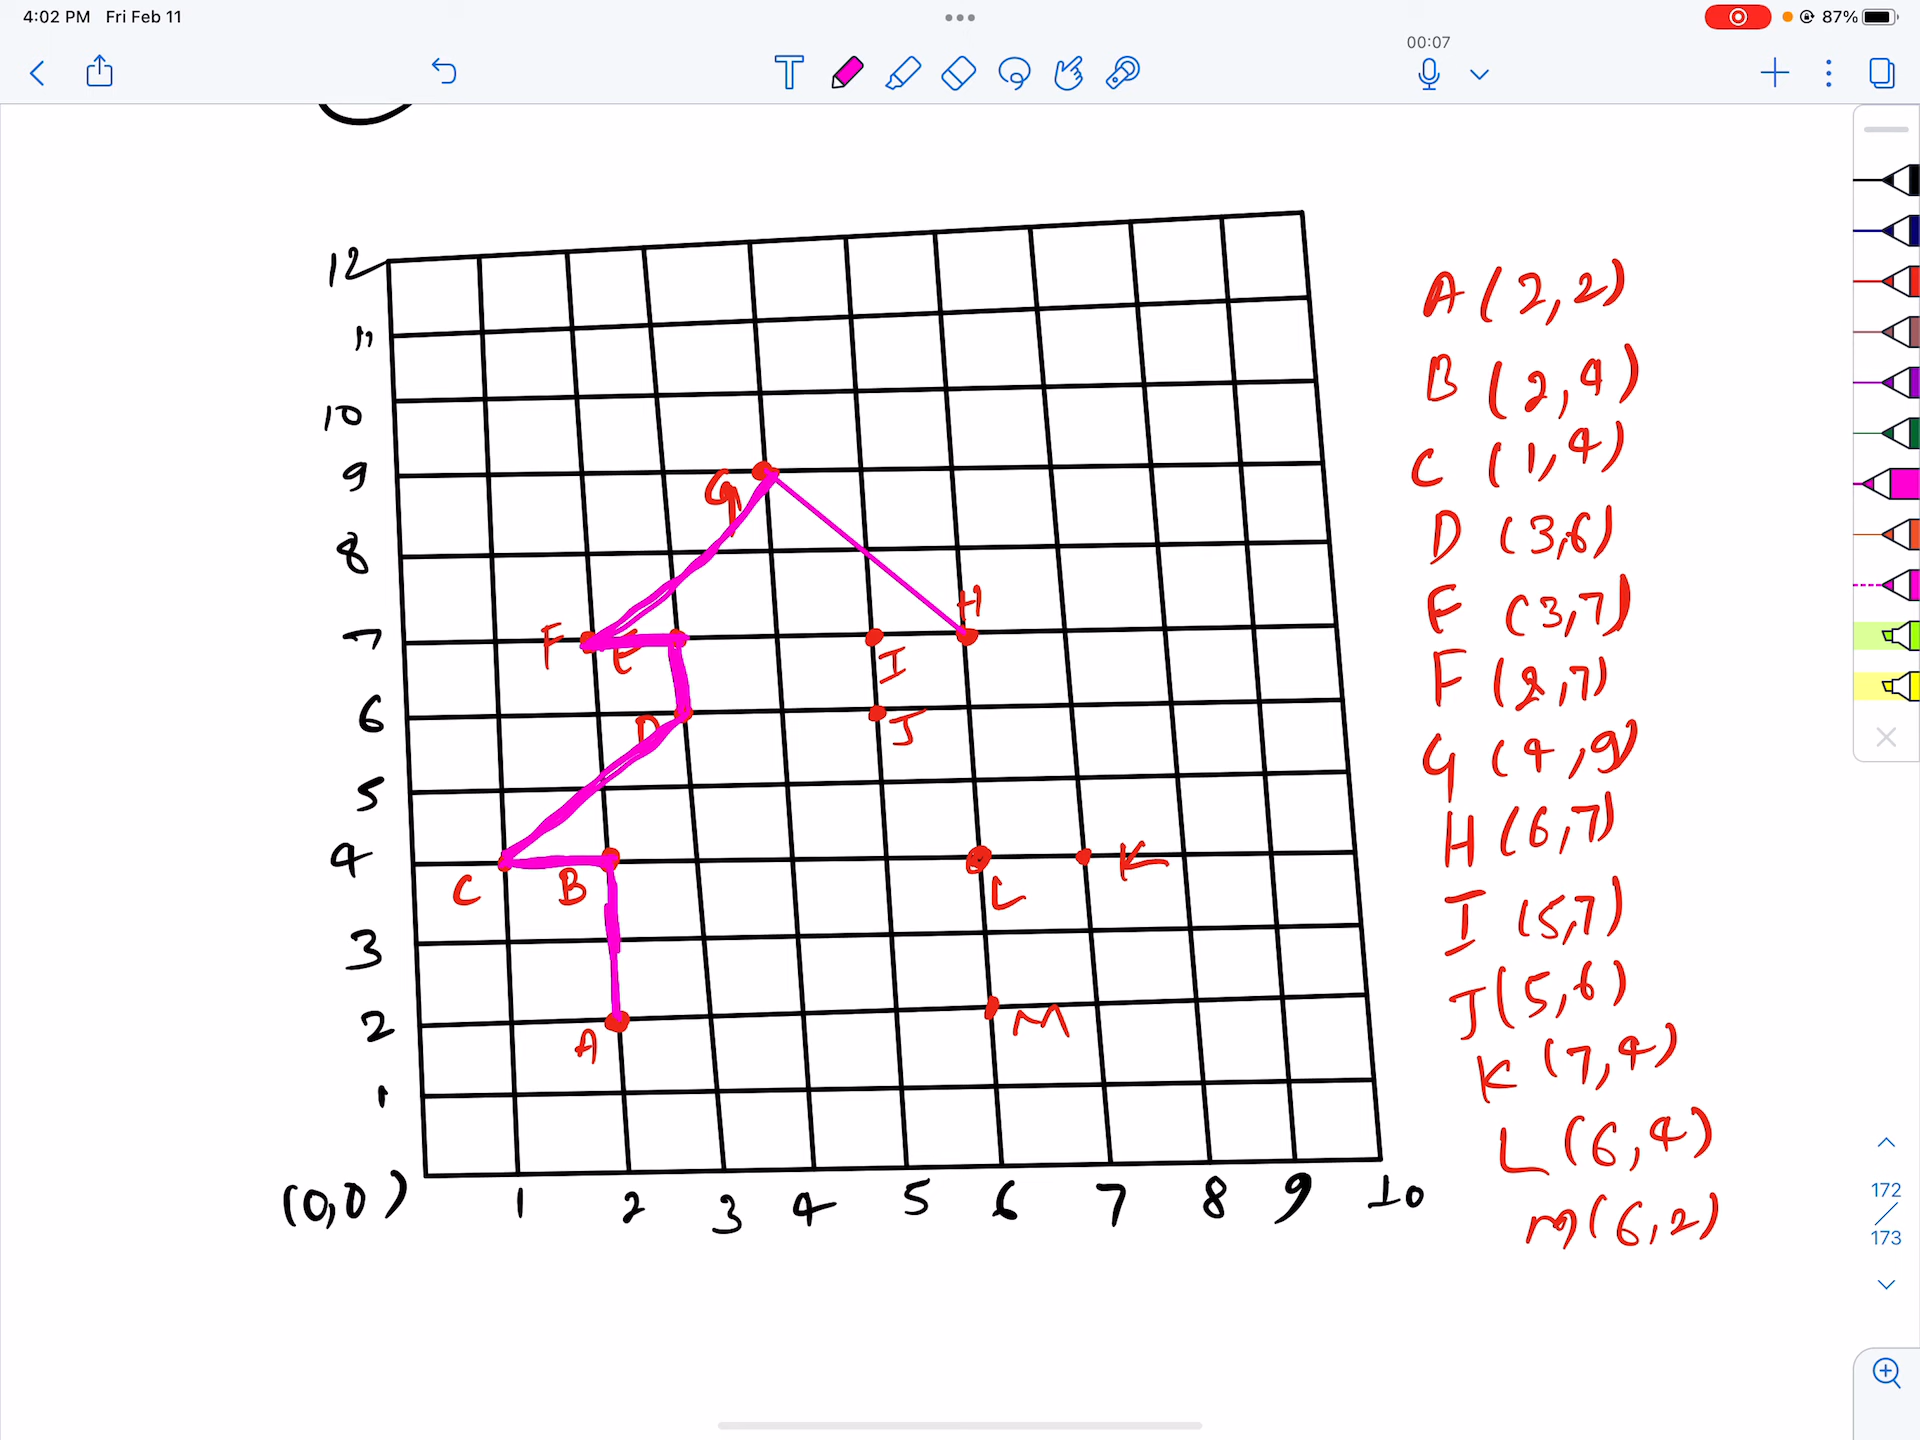 4:02 PM Fri Feb 11
87%
00:07
T
12
11
10
9
8
7
6
5
4
3
2
1
(0,0)
1 2 3 4 5 6 7 8 9 10
G
H
F E I
D J
C B L K
A M
A (2,2)
B (2,4)
C (1,4)
D (3,6)
E (3,7)
F (2,7)
G (4,9)
H (6,7)
I (5,7)
J (5,6)
K (7,4)
L (6,4)
M (6,2)
172
/
173